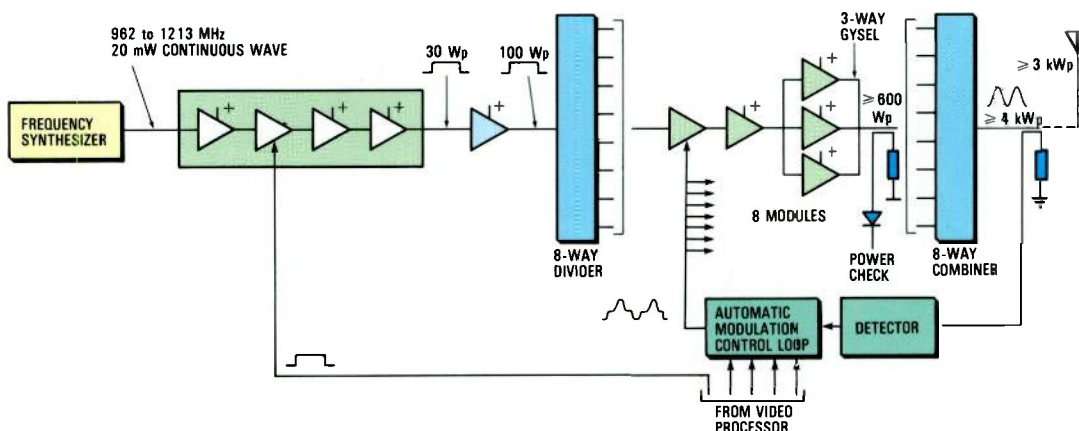 962 to 1213 MHz
20 mW CONTINUOUS WAVE
FREQUENCY
SYNTHESIZER
+
+
+
30 Wp
+
100 Wp
8-WAY
DIVIDER
+
3-WAY
GYSEL
+
+
+
8 MODULES
⩾ 600
Wp
POWER
CHECK
8-WAY
COMBINER
⩾ 3 kWp
⩾ 4 kWp
AUTOMATIC
MODULATION
CONTROL LOOP
DETECTOR
FROM VIDEO
PROCESSOR